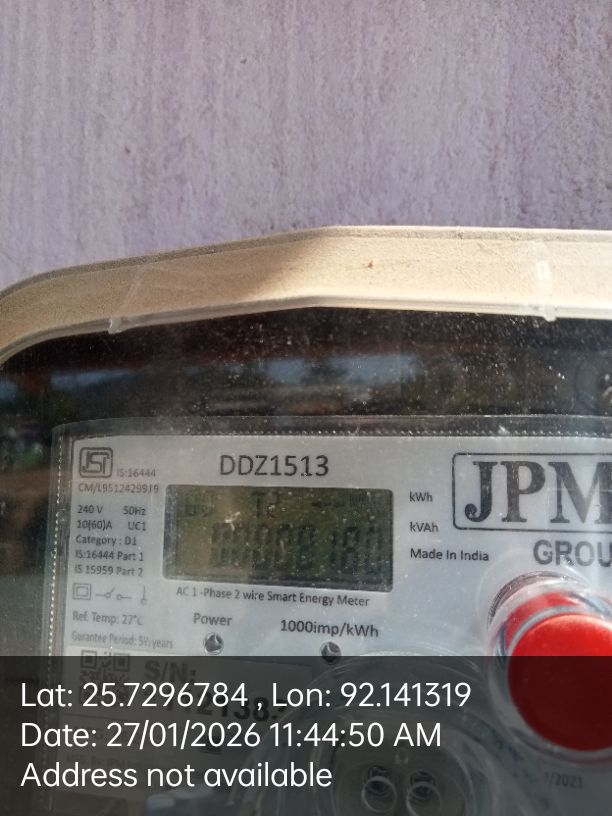 IS:16444
DDZ1513
JPM
GROU
CM/L9512429919
240 V 50Hz
10(60)A UC1
Category : D1
IS:16444 Part 1
IS 15959 Part 2
kWh
kVAh
Made In India
AC 1 -Phase 2 wire Smart Energy Meter
Ref. Temp: 27°C
Power
1000imp/kWh
Gurantee Period: 5½years
S/N:
Lat: 25.7296784 , Lon: 92.141319
Date: 27/01/2026 11:44:50 AM
Address not available